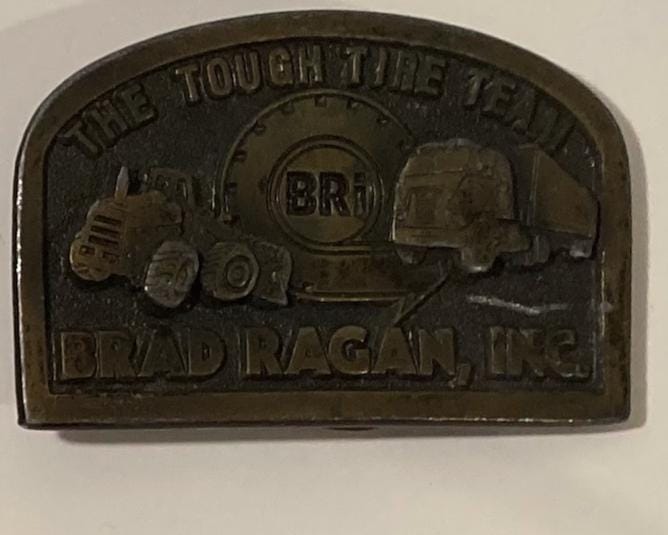 THE TOUGH TIRE TEAM
BRi
BRAD RAGAN, INC.